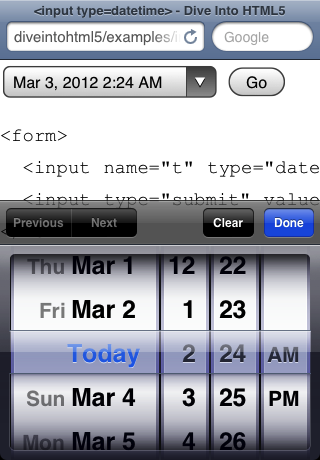 <input type=datetime> - Dive Into HTML5
diveintohtml5/examples/i
Google
Mar 3, 2012 2:24 AM
Go
<form>
<input name="t" type="date
<input type="submit" value
Previous
Next
Clear
Done
Thu Mar 1 12 22
Fri Mar 2 1 23
Today 2 24 AM
Sun Mar 4 3 25 PM
Mon Mar 5 4 26